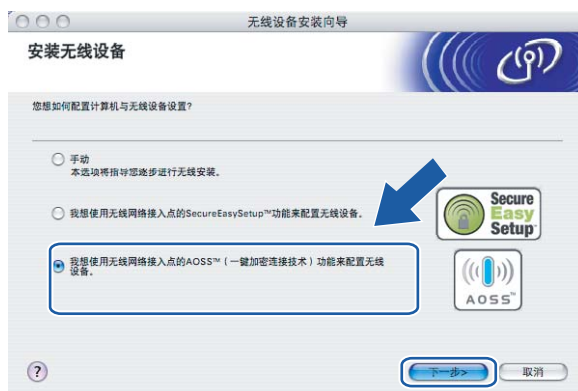 无线设备安装向导
安装无线设备
您想如何配置计算机与无线设备设置?
手动
本选项将指导您逐步进行无线安装。
我想使用无线网络接入点的SecureEasySetup™功能来配置无线设备。
Secure
Easy
Setup™
我想使用无线网络接入点的AOSS™(一键加密连接技术)功能来配置无线
设备。
AOSS™
?
下一步>
取消